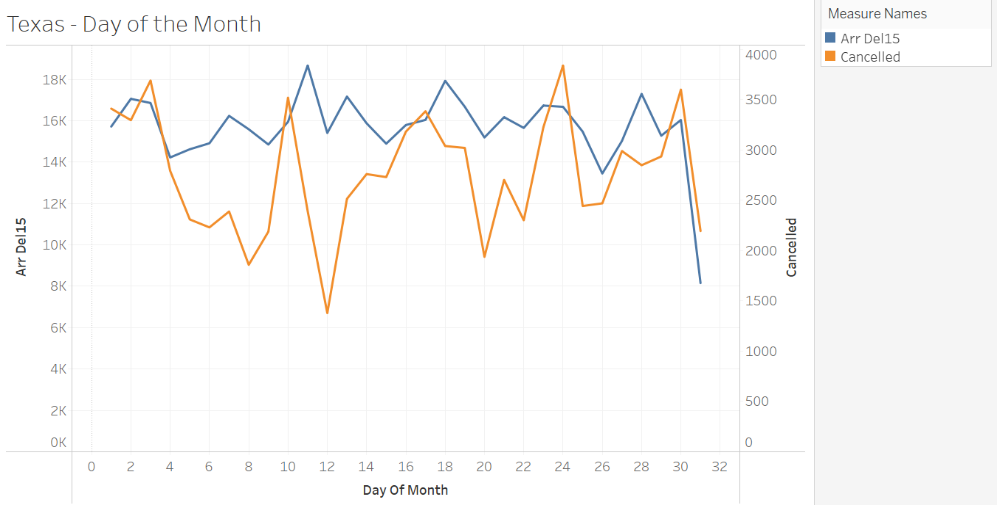 Texas - Day of the Month
Measure Names
Arr Del15
Cancelled
18K
16K
14K
12K
10K
8K
6K
4K
2K
0K
Arr Del15
4000
3500
3000
2500
2000
1500
1000
500
0
Cancelled
0 2 4 6 8 10 12 14 16 18 20 22 24 26 28 30 32
Day Of Month